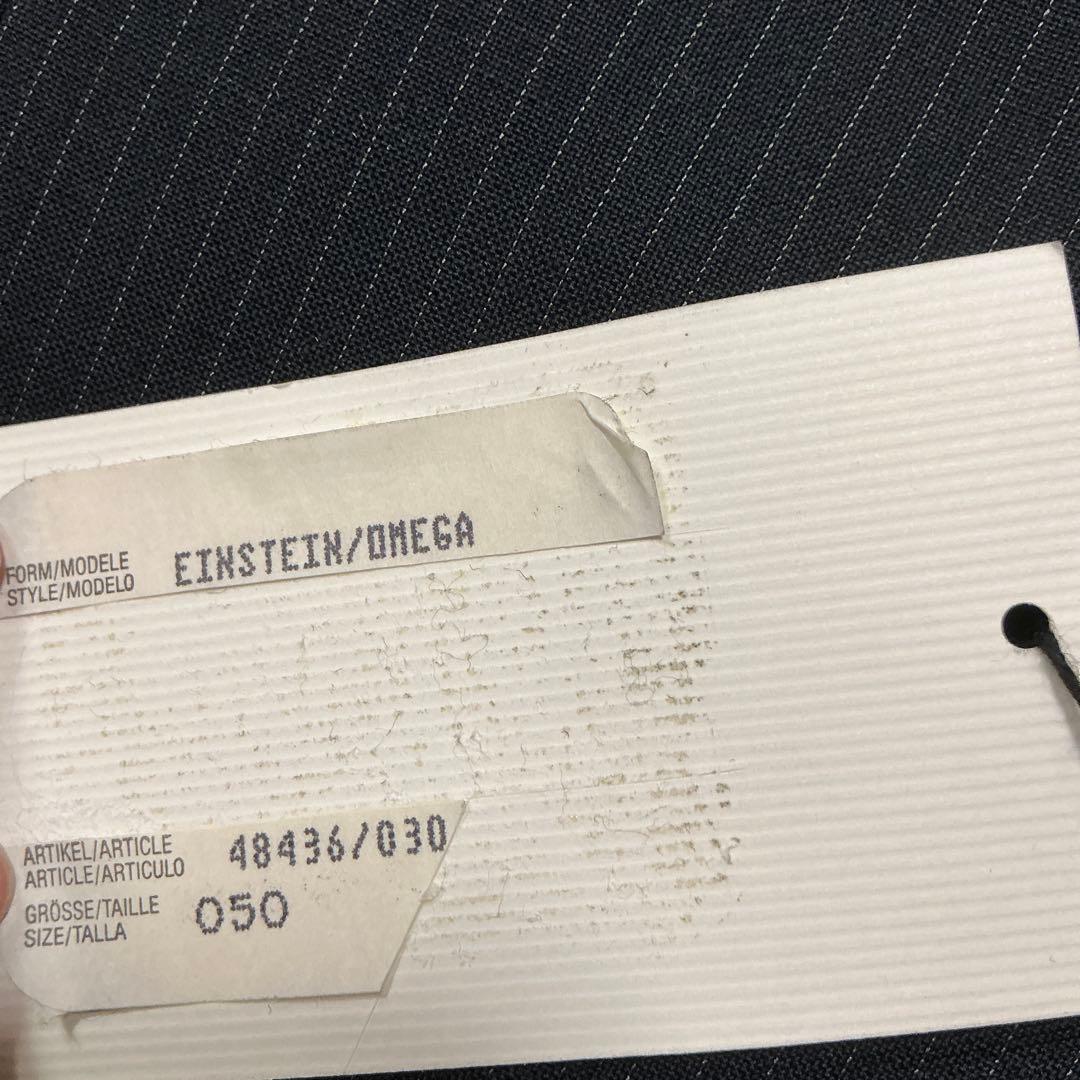 FORM/MODELE
STYLE/MODELO
EINSTEIN/OMEGA
ARTIKEL/ARTICLE
ARTICLE/ARTICULO
48436/030
GRÖSSE/TAILLE
SIZE/TALLA
050